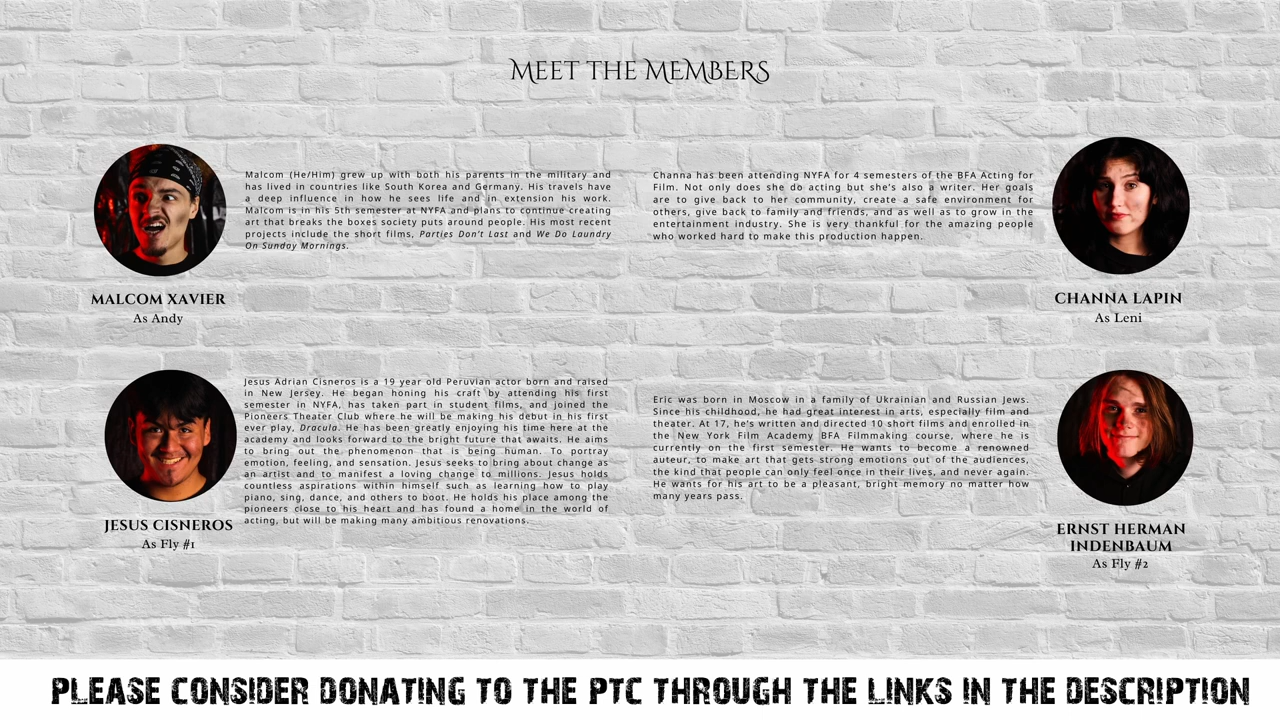 MEET THE MEMBERS
Malcom (He/Him) grew up with both his parents in the military and
has lived in countries like South Korea and Germany. His travels have
a deep influence in how he sees life and in extension his work.
Malcom is in his 5th semester at NYFA and plans to continue creating
art that breaks the boxes society puts around people. His most recent
projects include the short films, Parties Don't Last and We Do Laundry
On Sunday Mornings.
MALCOM XAVIER
As Andy
Channa has been attending NYFA for 4 semesters of the BFA Acting for
Film. Not only does she do acting but she's also a writer. Her goals
are to give back to her community, create a safe environment for
others, give back to family and friends, and as well as to grow in the
entertainment industry. She is very thankful for the amazing people
who worked hard to make this production happen.
CHANNA LAPIN
As Leni
Jesus Adrian Cisneros is a 19 year old Peruvian actor born and raised
in New Jersey. He began honing his craft by attending his first
semester in NYFA, has taken part in student films, and joined the
Pioneers Theater Club where he will be making his debut in his first
ever play, Dracula. He has been truly enjoying his time here at the
academy and looks forward to the bright future that awaits. He aims
to bring out the phenomenon that is being human. To portray
emotion, feeling, and sensation. Jesus seeks to bring about change as
an artist and to manifest a loving change to millions. Jesus holds
countless aspirations within himself such as learning how to play
piano, sing, dance, and others to boot. He holds his place among the
pioneers close to his heart and has found a home in the world of
acting, but will be making many ambitious renovations.
JESUS CISNEROS
As Fly #1
Eric was born in Moscow in a family of Ukrainian and Russian Jews.
Since his childhood, he had great interest in arts, especially film and
theater. At 17, he's written and directed 10 short films and enrolled in
the New York Film Academy BFA Filmmaking course, where he is
currently on the first semester. He wants to become a renowned
auteur, to make art that gets strong emotions out of the audiences,
the kind that people can only feel once in their lives, and never again.
He wants for his art to be a pleasant, bright memory no matter how
many years pass.
ERNST HERMAN
INDENBAUM
As Fly #2
PLEASE CONSIDER DONATING TO THE PTC THROUGH THE LINKS IN THE DESCRIPTION